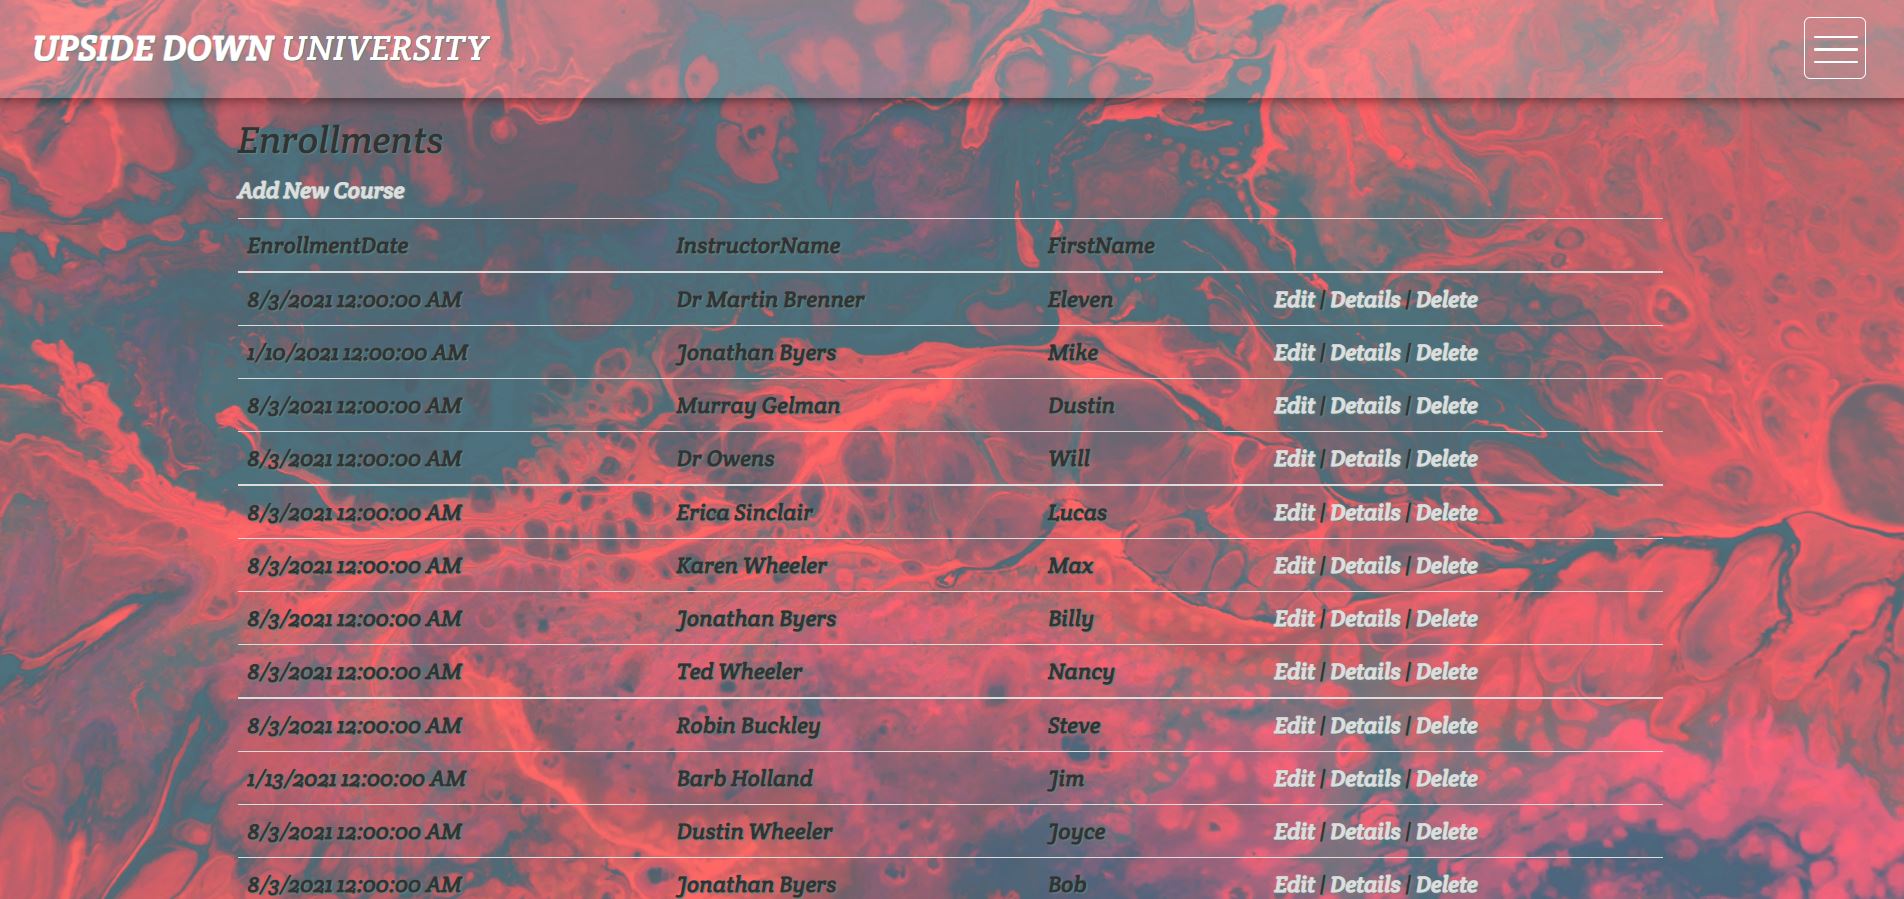 UPSIDE DOWN UNIVERSITY
Enrollments
Add New Course
EnrollmentDate InstructorName FirstName
8/3/2021 12:00:00 AM Dr Martin Brenner Eleven Edit | Details | Delete
1/10/2021 12:00:00 AM Jonathan Byers Mike Edit | Details | Delete
8/3/2021 12:00:00 AM Murray Gelman Dustin Edit | Details | Delete
8/3/2021 12:00:00 AM Dr Owens Will Edit | Details | Delete
8/3/2021 12:00:00 AM Erica Sinclair Lucas Edit | Details | Delete
8/3/2021 12:00:00 AM Karen Wheeler Max Edit | Details | Delete
8/3/2021 12:00:00 AM Jonathan Byers Billy Edit | Details | Delete
8/3/2021 12:00:00 AM Ted Wheeler Nancy Edit | Details | Delete
8/3/2021 12:00:00 AM Robin Buckley Steve Edit | Details | Delete
1/13/2021 12:00:00 AM Barb Holland Jim Edit | Details | Delete
8/3/2021 12:00:00 AM Dustin Wheeler Joyce Edit | Details | Delete
8/3/2021 12:00:00 AM Jonathan Byers Bob Edit | Details | Delete